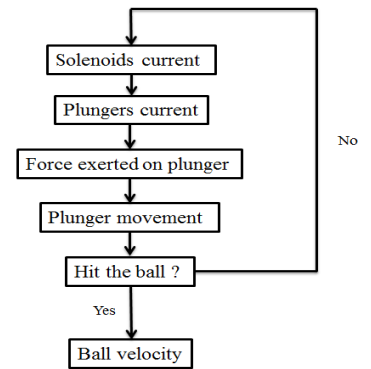 Solenoids current
Plungers current
Force exerted on plunger
No
Plunger movement
Hit the ball ?
Yes
Ball velocity